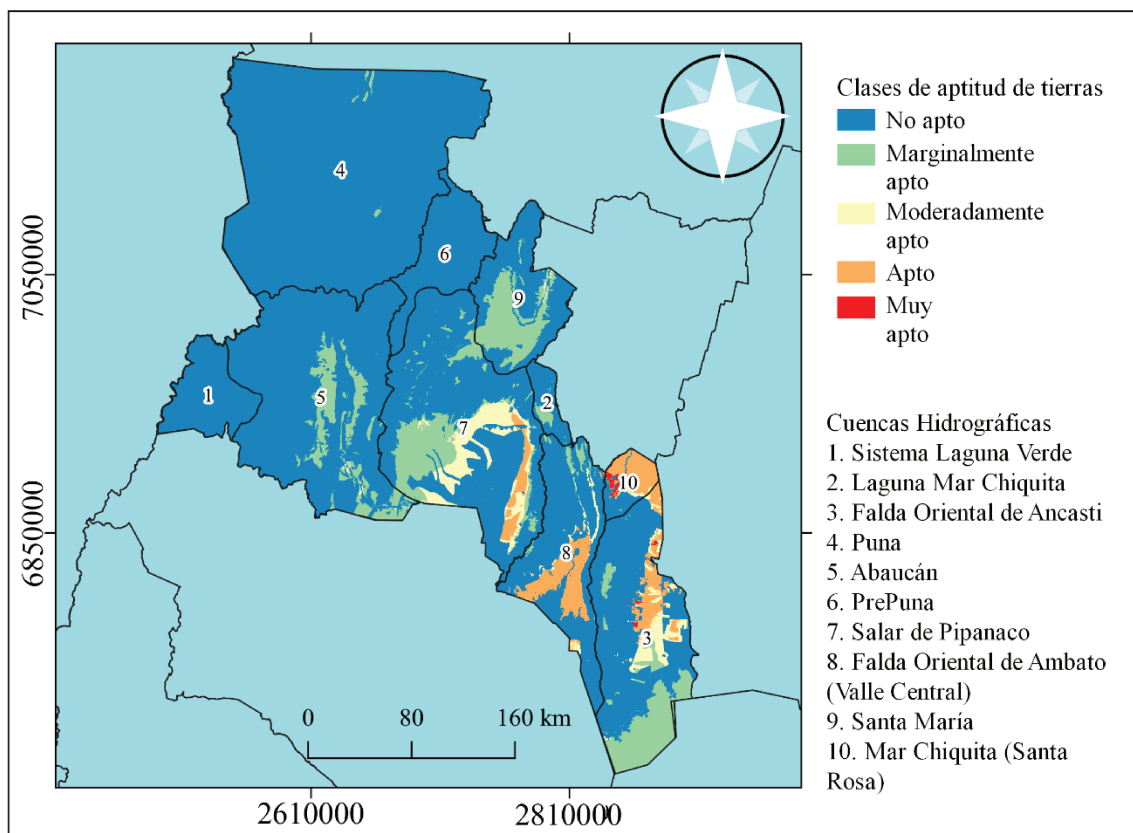 Clases de aptitud de tierras
No apto
Marginalmente
apto
Moderadamente
apto
Apto
Muy
apto
Cuencas Hidrográficas
1. Sistema Laguna Verde
2. Laguna Mar Chiquita
3. Falda Oriental de Ancasti
4. Puna
5. Abaucán
6. PrePuna
7. Salar de Pipanaco
8. Falda Oriental de Ambato
(Valle Central)
9. Santa María
10. Mar Chiquita (Santa
Rosa)
4
6
9
1
5
2
7
10
8
3
7050000
6850000
0 80 160 km
2610000 2810000